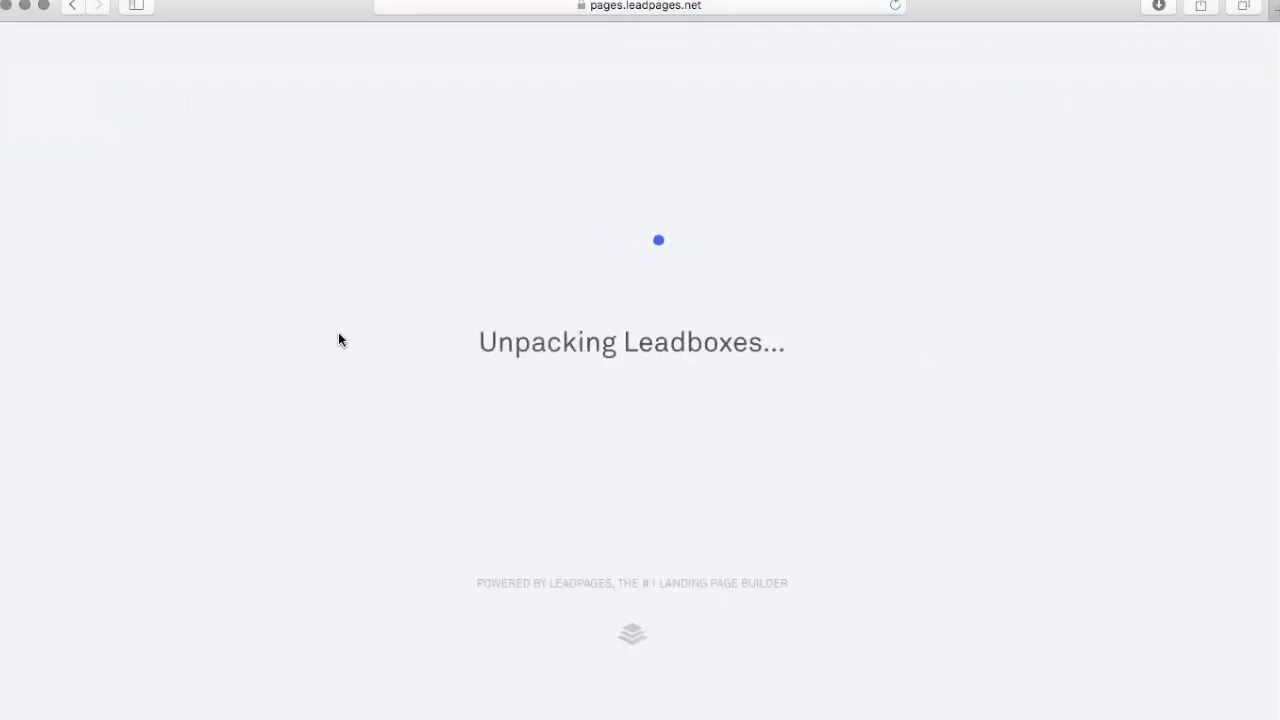 pages.leadpages.net
Unpacking Leadboxes...
POWERED BY LEADPAGES, THE #1 LANDING PAGE BUILDER